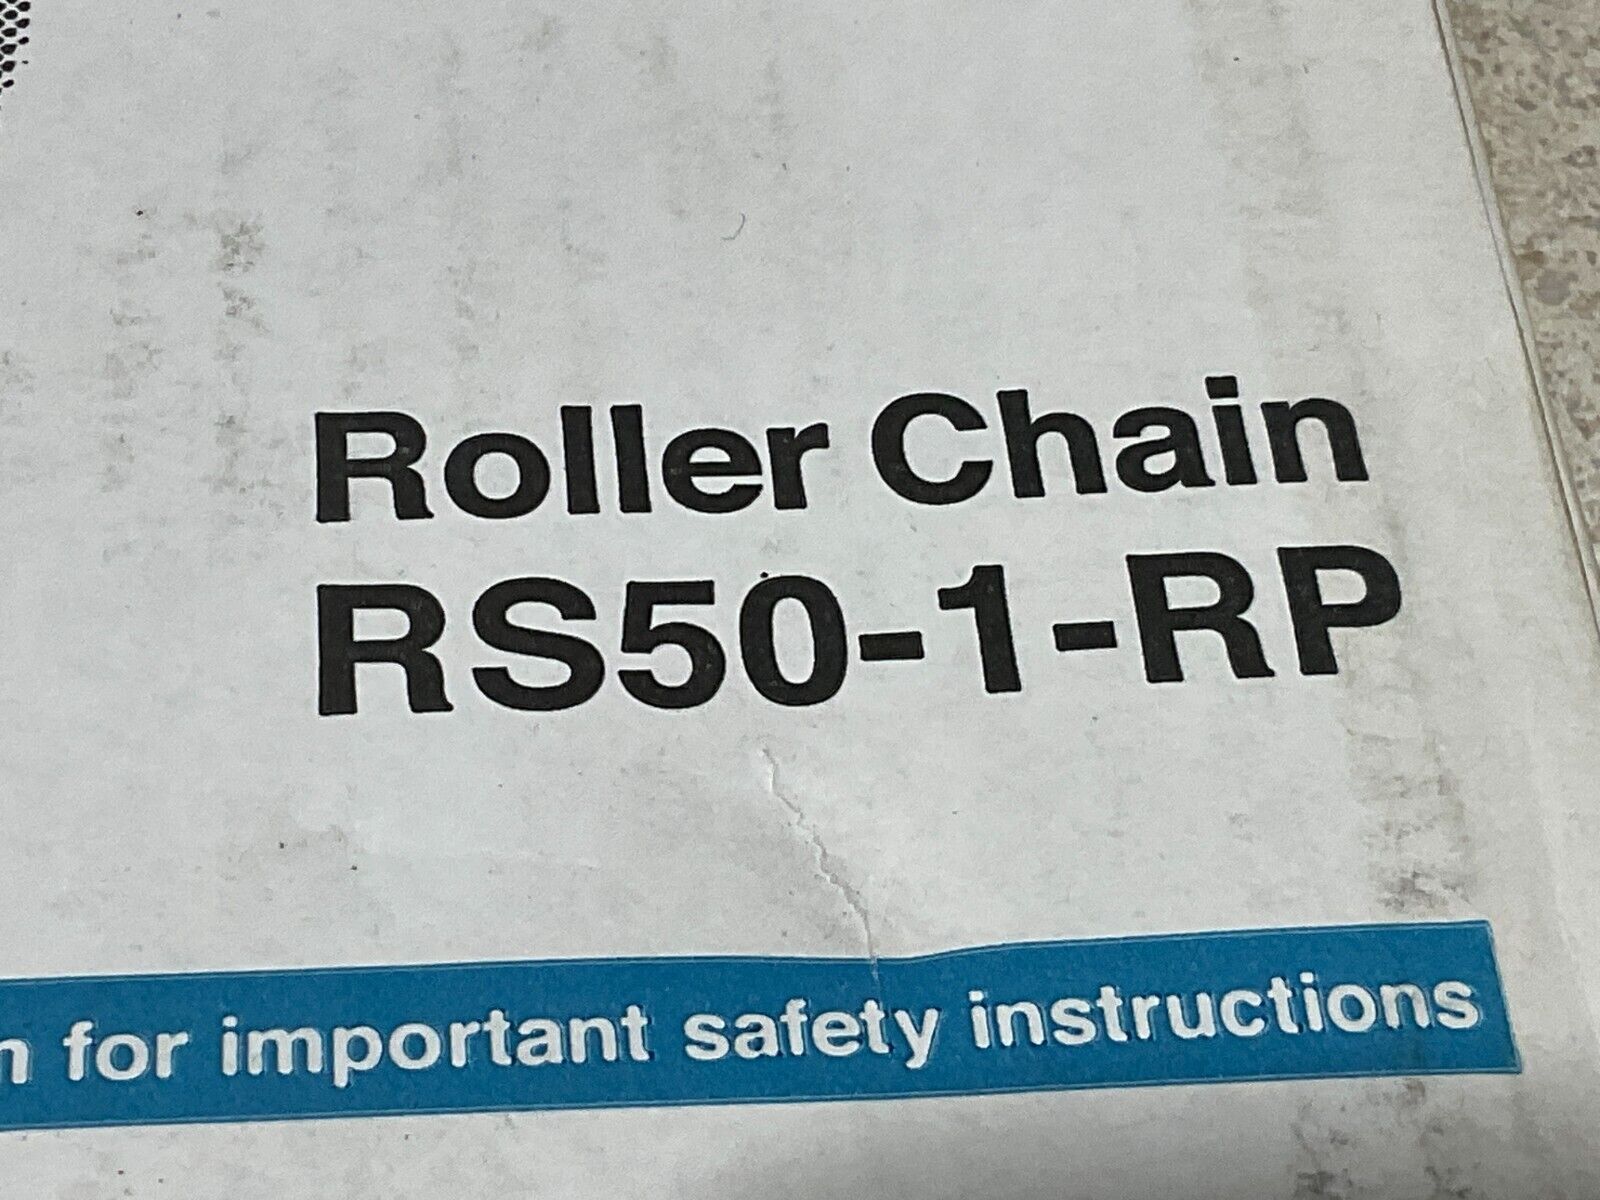 Roller Chain
RS50-1-RP
for important safety instructions